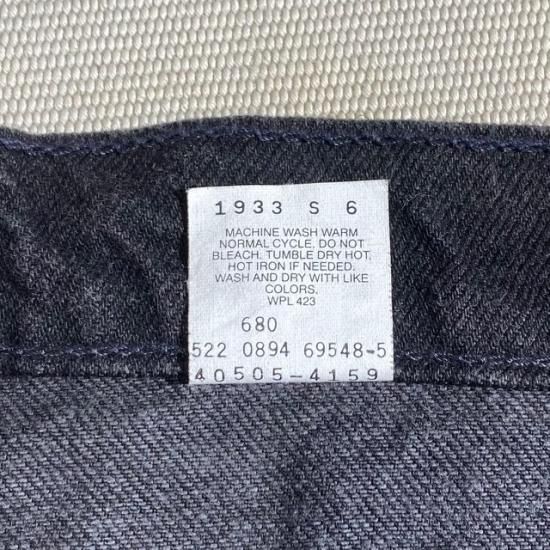 1933 S 6
MACHINE WASH WARM
NORMAL CYCLE. DO NOT
BLEACH. TUMBLE DRY HOT.
HOT IRON IF NEEDED.
WASH AND DRY WITH LIKE
COLORS.
WPL 423
680
522 0894 69548-5
40505-4159